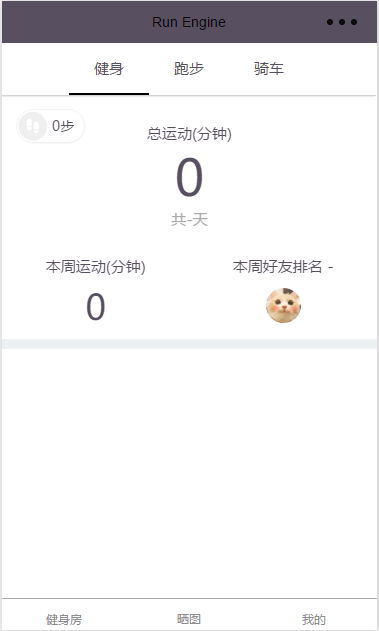 Run Engine
健身 跑步 骑车
0步
总运动(分钟)
0
共-天
本周运动(分钟) 本周好友排名 -
0
健身房 晒图 我的